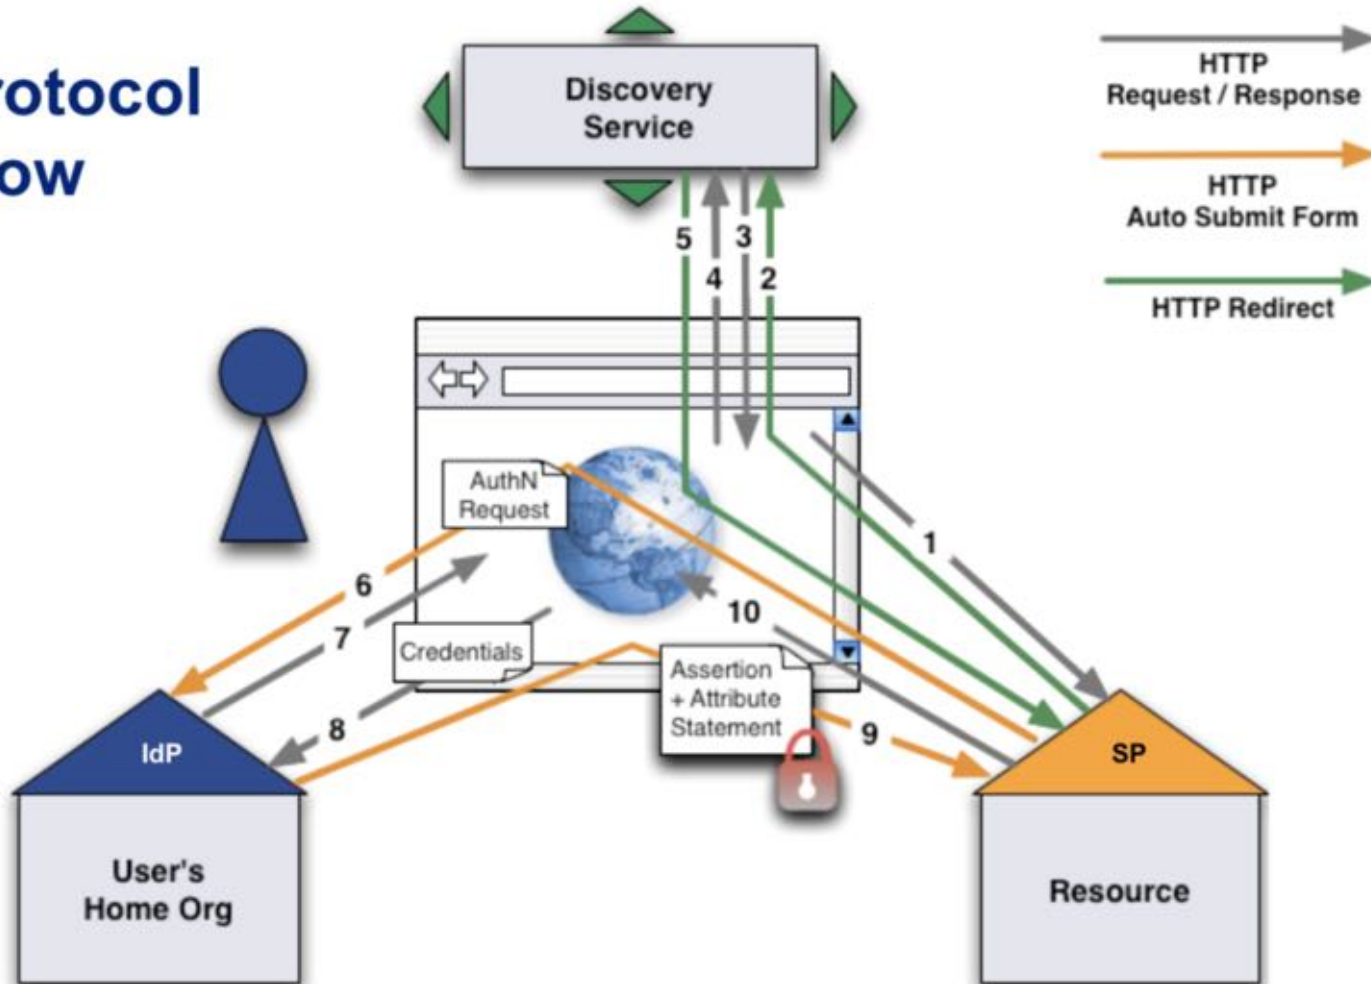 rotocol
ow
Discovery
Service
HTTP
Request / Response
HTTP
Auto Submit Form
HTTP Redirect
5
3
4
2
AuthN
Request
1
6
10
7
Credentials
Assertion
+ Attribute
Statement
8
9
IdP
SP
User's
Home Org
Resource